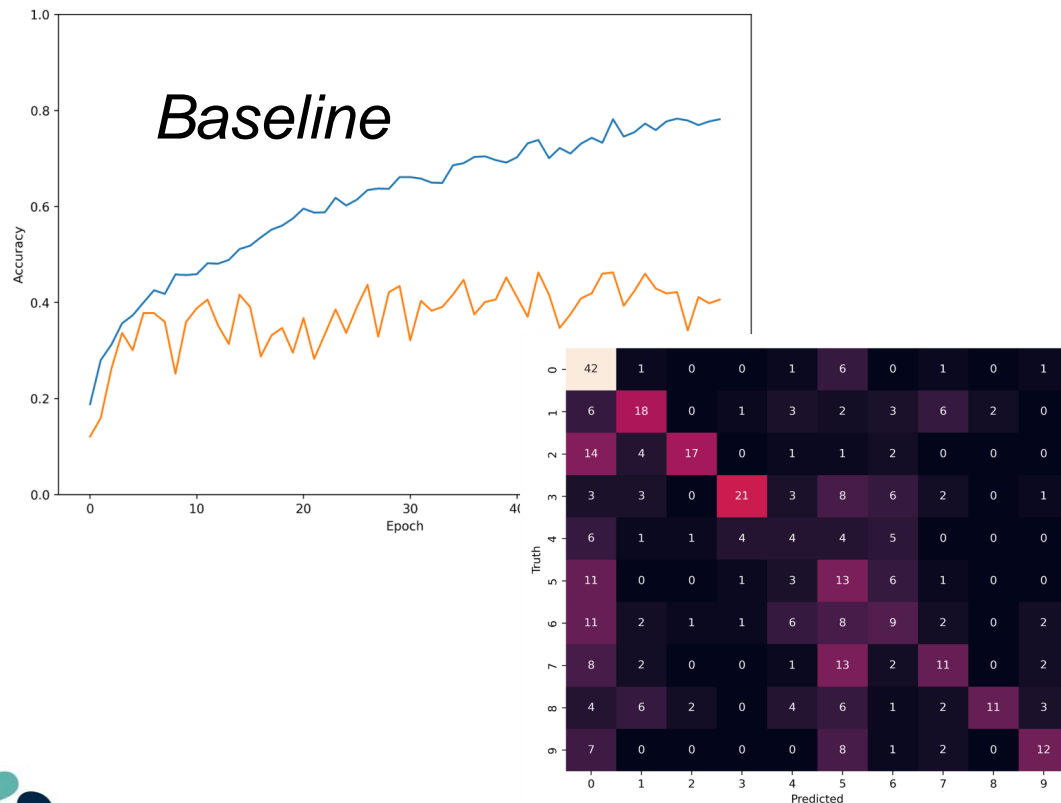 Baseline
1.0
0.8
0.6
0.4
0.2
0.0
Accuracy
0 10 20 30
Epoch
Truth
0 42 1 0 0 1 6 0 1 0 1
1 6 18 0 1 3 2 3 6 2 0
2 14 4 17 0 1 1 2 0 0 0
3 3 3 0 21 3 8 6 2 0 1
4 6 1 1 4 4 4 5 0 0 0
5 11 0 0 1 3 13 6 1 0 0
6 11 2 1 1 6 8 9 2 0 2
7 8 2 0 0 1 13 2 11 0 2
8 4 6 2 0 4 6 1 2 11 3
9 7 0 0 0 0 8 1 2 0 12
0 1 2 3 4 5 6 7 8 9
Predicted